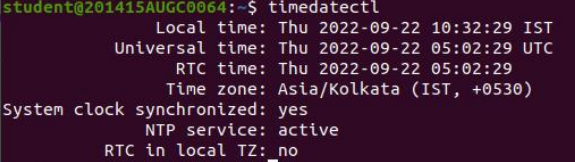 student@201415AUGC0064:~$ timedatectl
Local time: Thu 2022-09-22 10:32:29 IST
Universal time: Thu 2022-09-22 05:02:29 UTC
RTC time: Thu 2022-09-22 05:02:29
Time zone: Asia/Kolkata (IST, +0530)
System clock synchronized: yes
NTP service: active
RTC in local TZ: no